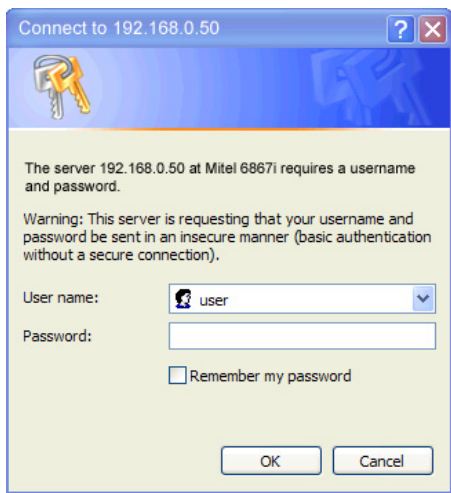 Connect to 192.168.0.50
The server 192.168.0.50 at Mitel 6867i requires a username
and password.
Warning: This server is requesting that your username and
password be sent in an insecure manner (basic authentication
without a secure connection).
User name:
user
Password:
Remember my password
OK
Cancel